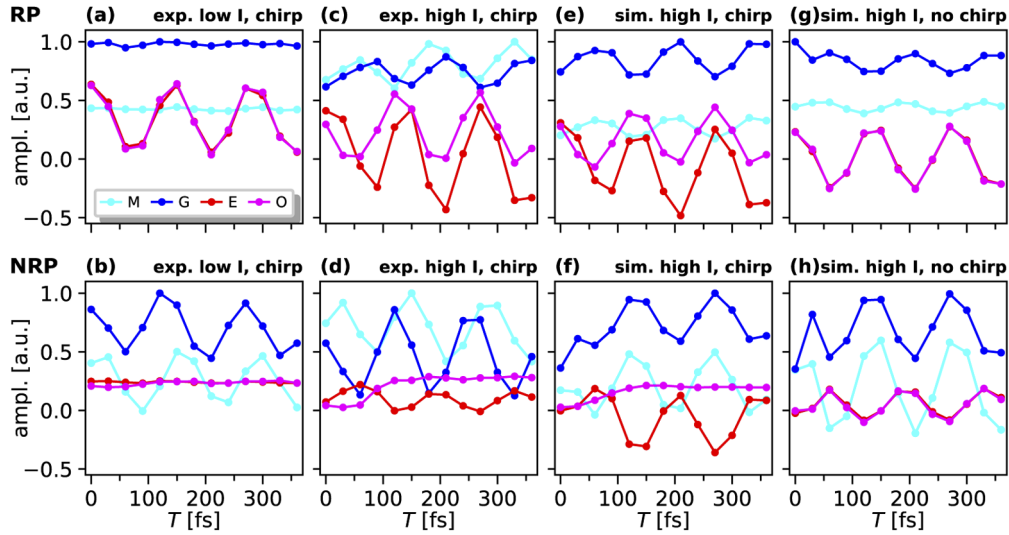 RP (a) exp. low I, chirp (c) exp. high I, chirp (e) sim. high I, chirp (g) sim. high I, no chirp
1.0
0.5
0.0
−0.5
ampl. [a.u.]
M G E O
NRP (b) exp. low I, chirp (d) exp. high I, chirp (f) sim. high I, chirp (h) sim. high I, no chirp
1.0
0.5
0.0
−0.5
ampl. [a.u.]
0 100 200 300 0 100 200 300 0 100 200 300 0 100 200 300
T [fs] T [fs] T [fs] T [fs]